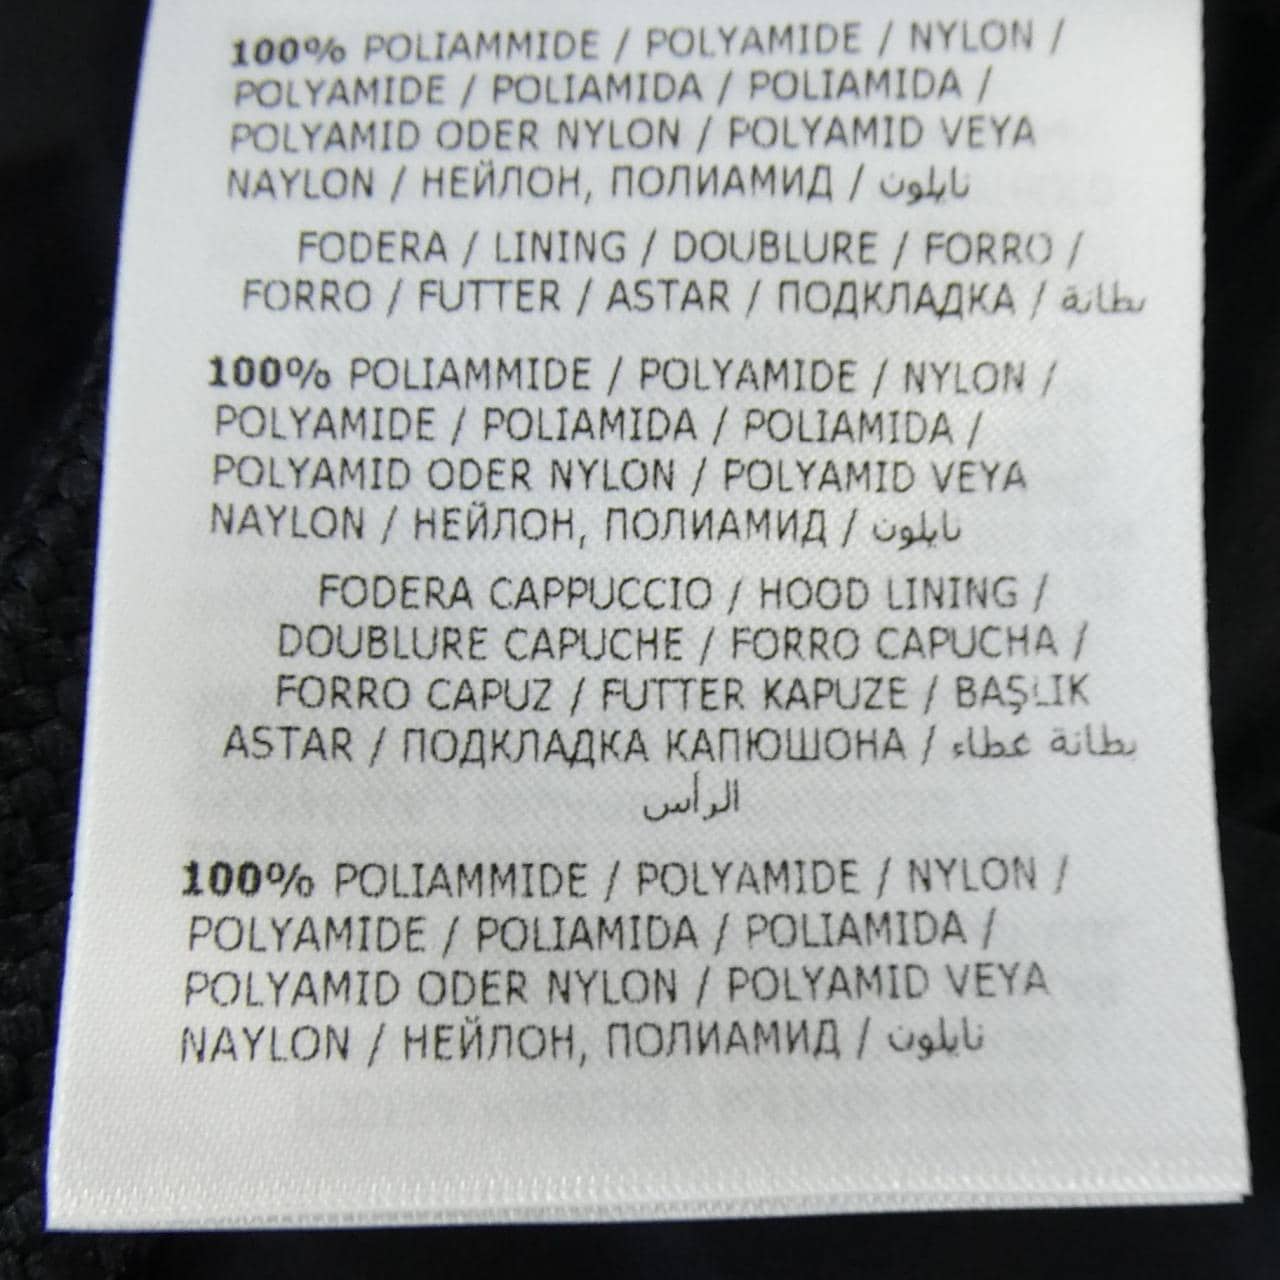 100% POLIAMMIDE / POLYAMIDE / NYLON /
POLYAMIDE / POLIAMIDA / POLIAMIDA /
POLYAMID ODER NYLON / POLYAMID VEYA
NAYLON / НЕЙЛОН, ПОЛИАМИД / نايلون
FODERA / LINING / DOUBLURE / FORRO /
FORRO / FUTTER / ASTAR / ПОДКЛАДКА / بطانة
100% POLIAMMIDE / POLYAMIDE / NYLON /
POLYAMIDE / POLIAMIDA / POLIAMIDA /
POLYAMID ODER NYLON / POLYAMID VEYA
NAYLON / НЕЙЛОН, ПОЛИАМИД / نايلون
FODERA CAPPUCCIO / HOOD LINING /
DOUBLURE CAPUCHE / FORRO CAPUCHA /
FORRO CAPUZ / FUTTER KAPUZE / BAŞLIK
ASTAR / ПОДКЛАДКА КАПЮШОНА / بطانة غطاء
الرأس
100% POLIAMMIDE / POLYAMIDE / NYLON /
POLYAMIDE / POLIAMIDA / POLIAMIDA /
POLYAMID ODER NYLON / POLYAMID VEYA
NAYLON / НЕЙЛОН, ПОЛИАМИД / نايلون